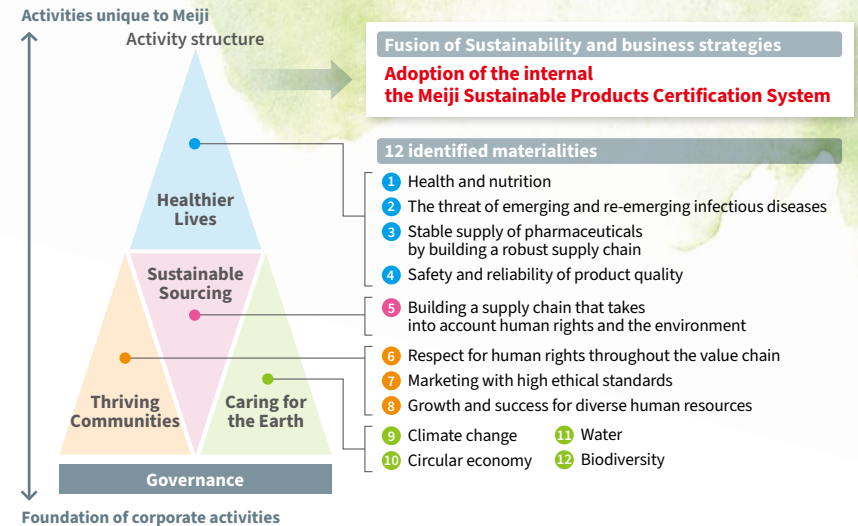 Activities unique to Meiji
Activity structure
Fusion of Sustainability and business strategies
Adoption of the internal
the Meiji Sustainable Products Certification System
12 identified materialities
Healthier
Lives
Sustainable
Sourcing
Thriving
Communities
Caring for
the Earth
Governance
Foundation of corporate activities
1 Health and nutrition
2 The threat of emerging and re-emerging infectious diseases
3 Stable supply of pharmaceuticals
by building a robust supply chain
4 Safety and reliability of product quality
5 Building a supply chain that takes
into account human rights and the environment
6 Respect for human rights throughout the value chain
7 Marketing with high ethical standards
8 Growth and success for diverse human resources
9 Climate change
10 Circular economy
11 Water
12 Biodiversity